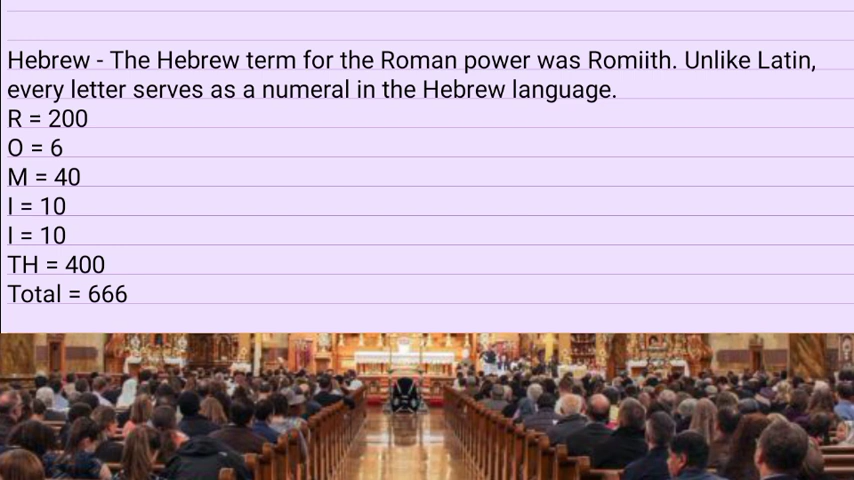 Hebrew - The Hebrew term for the Roman power was Romiith. Unlike Latin,
every letter serves as a numeral in the Hebrew language.
R = 200
O = 6
M = 40
I = 10
I = 10
TH = 400
Total = 666